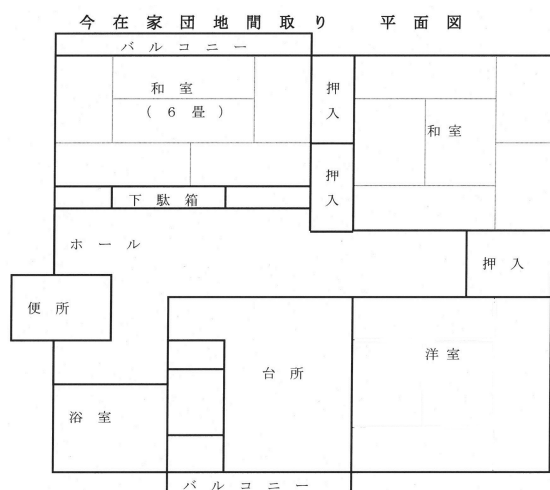 今在家団地間取り 平面図
バルコニー
和室
（６畳）
押入
和室
押入
下駄箱
ホール
押入
便所
洋室
台所
浴室
バルコニー